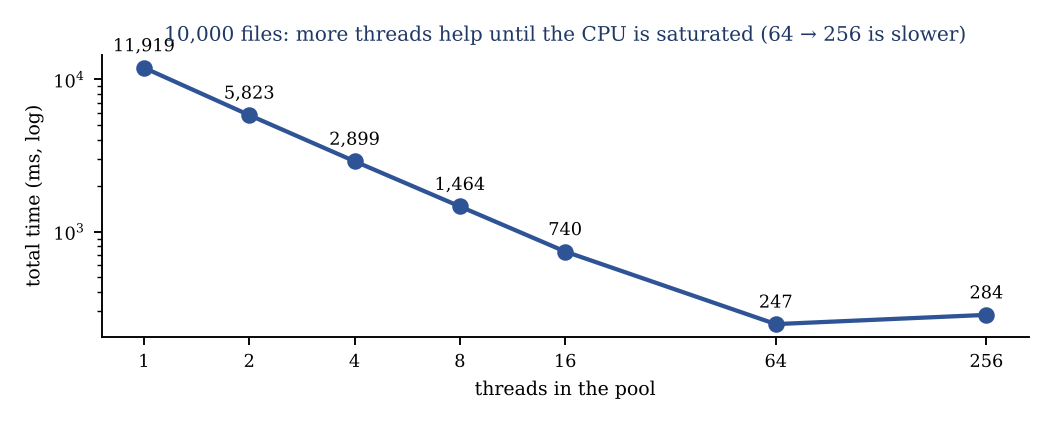 10,000 files: more threads help until the CPU is saturated (64 → 256 is slower)
11,919
5,823
2,899
1,464
740
247
284
10⁴
10³
total time (ms, log)
1 2 4 8 16 64 256
threads in the pool